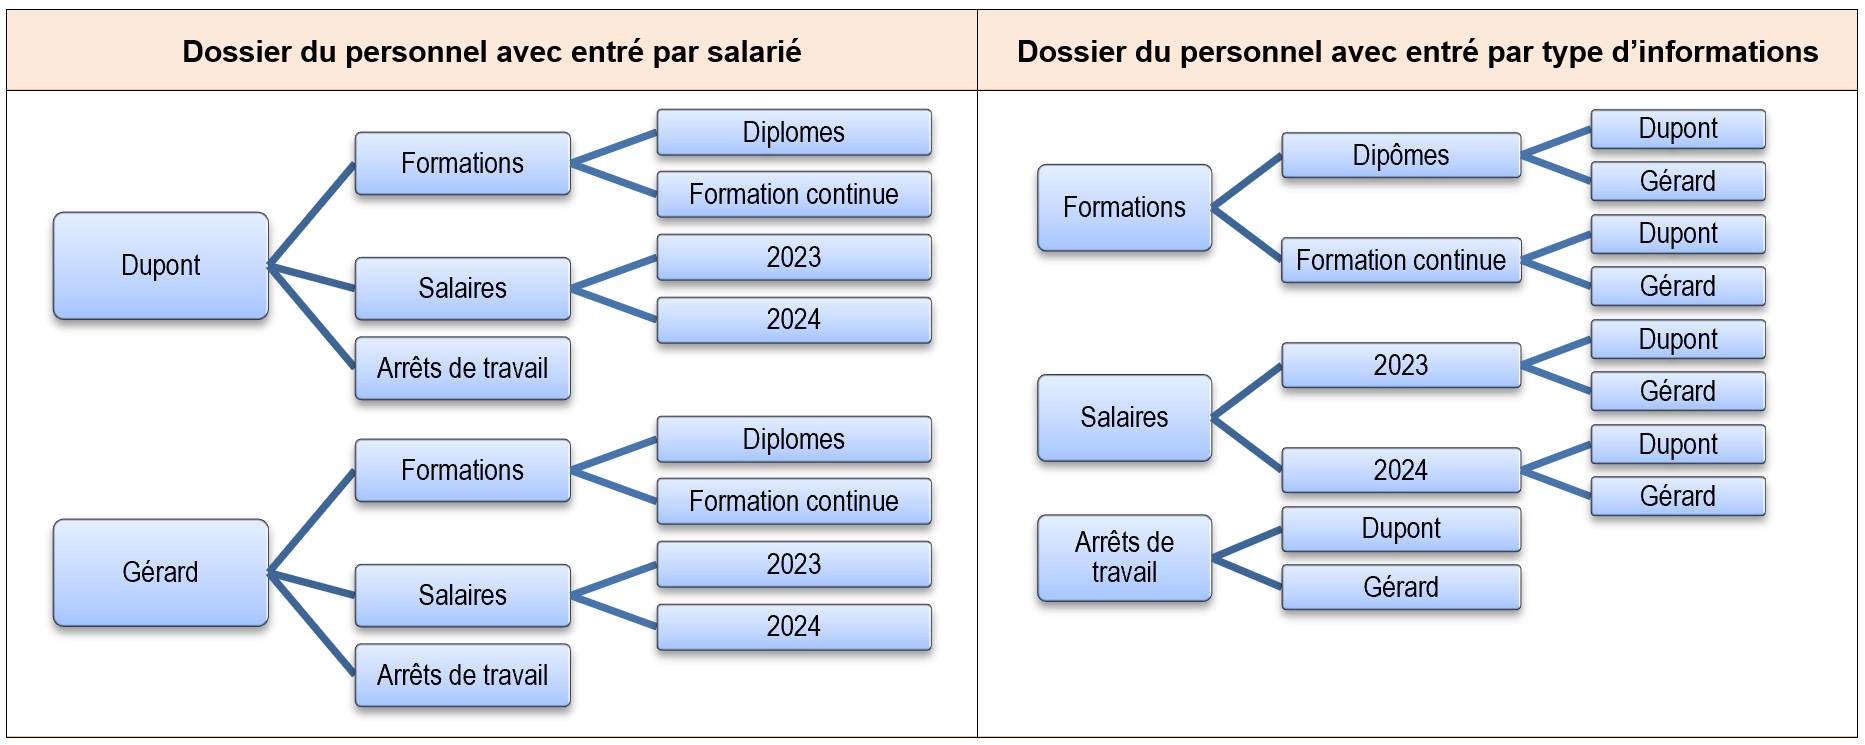 Dossier du personnel avec entré par salarié
Dupont
Formations
Diplomes
Formation continue
Salaires
2023
2024
Arrêts de travail
Gérard
Formations
Diplomes
Formation continue
Salaires
2023
2024
Arrêts de travail
Dossier du personnel avec entré par type d’informations
Formations
Dipômes
Dupont
Gérard
Formation continue
Dupont
Gérard
Salaires
2023
Dupont
Gérard
2024
Dupont
Gérard
Arrêts de
travail
Dupont
Gérard